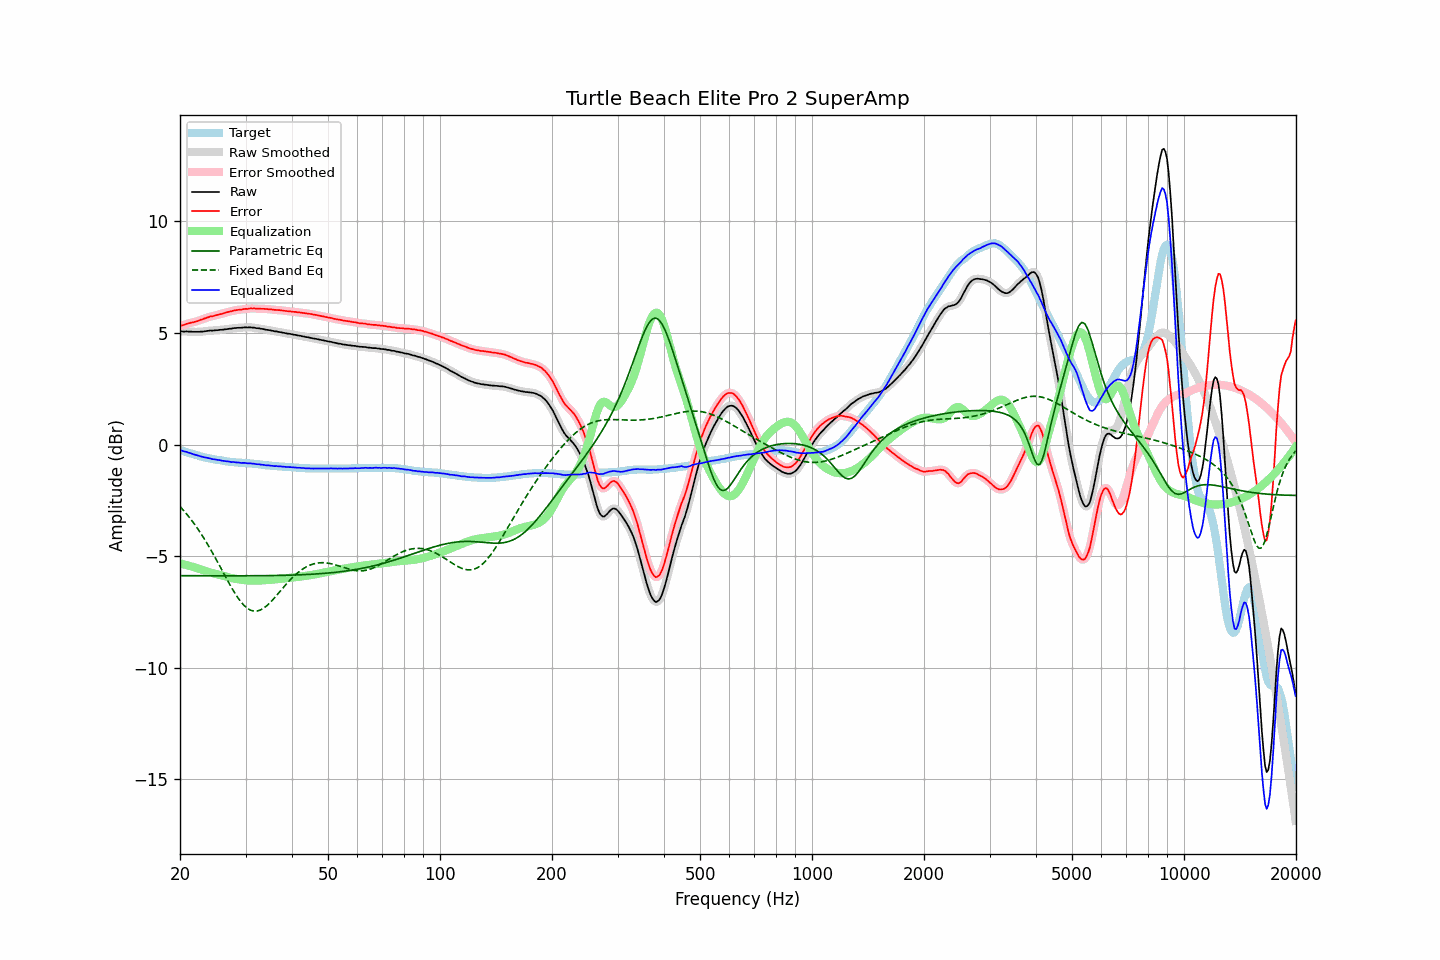 Turtle Beach Elite Pro 2 SuperAmp
Target
Raw Smoothed
Error Smoothed
Raw
Error
Equalization
Parametric Eq
Fixed Band Eq
Equalized
10
5
0
−5
−10
−15
Amplitude (dBr)
20 50 100 200 500 1000 2000 5000 10000 20000
Frequency (Hz)